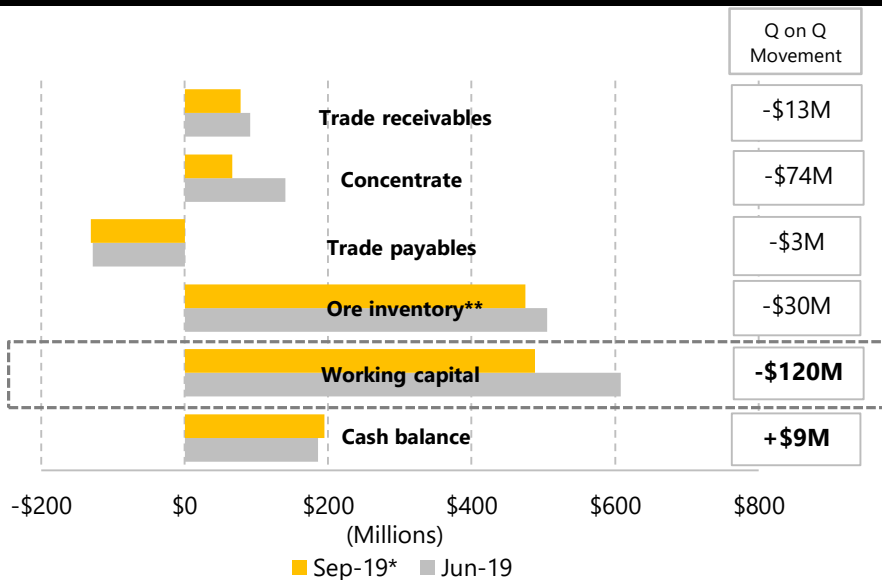 Q on Q
Movement
Trade receivables
-$13M
Concentrate
-$74M
Trade payables
-$3M
Ore inventory**
-$30M
Working capital
-$120M
Cash balance
+$9M
-$200 $0 $200 $400 $600 $800
(Millions)
Sep-19* Jun-19